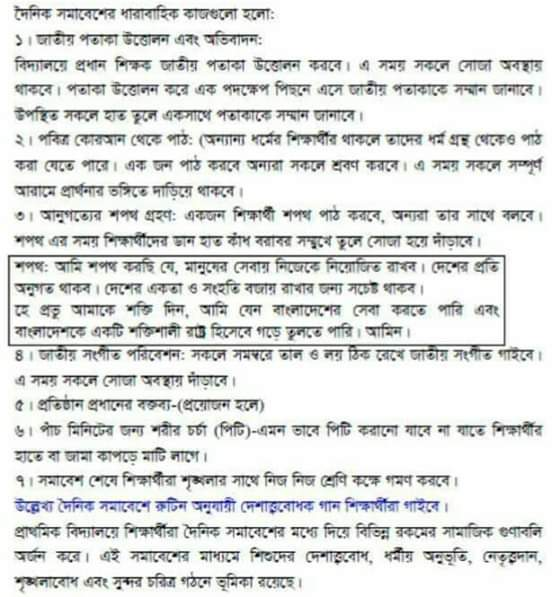 দৈনিক সমাবেশের ধারাবাহিক কাজগুলো হলো:
১। জাতীয় পতাকা উত্তোলন এবং অভিবাদন:
বিদ্যালয়ে প্রধান শিক্ষক জাতীয় পতাকা উত্তোলন করবে। এ সময় সকলে সোজা অবস্থায়
থাকবে। পতাকা উত্তোলন করে এক পদক্ষেপ পিছনে এসে জাতীয় পতাকাকে সম্মান জানাবে।
উপস্থিত সকলে হাত তুলে একসাথে পতাকাকে সম্মান জানাবে।
২। পবিত্র কোরআন থেকে পাঠ: (অন্যান্য ধর্মের শিক্ষার্থীর থাকলে তাদের ধর্ম গ্রন্থ থেকেও পাঠ
করা যেতে পারে। এক জন পাঠ করবে অন্যরা সকলে শ্রবণ করবে। এ সময় সকলে সম্পূর্ণ
আরামে প্রার্থনার ভঙ্গিতে দাড়িয়ে থাকবে।
৩। আনুগত্যের শপথ গ্রহণ: একজন শিক্ষার্থী শপথ পাঠ করবে, অন্যরা তার সাথে বলবে।
শপথ এর সময় শিক্ষার্থীদের ডান হাত কাঁধ বরাবর সম্মুখে তুলে সোজা হয়ে দাঁড়াবে।
শপথ: আমি শপথ করছি যে, মানুষের সেবায় নিজেকে নিয়োজিত রাখব। দেশের প্রতি
অনুগত থাকব। দেশের একতা ও সংহতি বজায় রাখার জন্য সচেষ্ট থাকব।
হে প্রভু আমাকে শক্তি দিন, আমি যেন বাংলাদেশের সেবা করতে পারি এবং
বাংলাদেশকে একটি শক্তিশালী রাষ্ট্র হিসেবে গড়ে তুলতে পারি। আমিন।
৪। জাতীয় সংগীত পরিবেশন: সকলে সমস্বরে তাল ও লয় ঠিক রেখে জাতীয় সংগীত গাইবে।
এ সময় সকলে সোজা অবস্থায় দাঁড়াবে।
৫। প্রতিষ্ঠান প্রধানের বক্তব্য-(প্রয়োজন হলে)
৬। পাঁচ মিনিটের জন্য শরীর চর্চা (পিটি)-এমন ভাবে পিটি করানো যাবে না যাতে শিক্ষার্থীর
হাতে বা জামা কাপড়ে মাটি লাগে।
৭। সমাবেশ শেষে শিক্ষার্থীরা শৃঙ্খলার সাথে নিজ নিজ শ্রেণি কক্ষে গমণ করবে।
উল্লেখ্য দৈনিক সমাবেশে রুটিন অনুযায়ী দেশাত্ববোধক গান শিক্ষার্থীরা গাইবে।
প্রাথমিক বিদ্যালয়ে শিক্ষার্থীরা দৈনিক সমাবেশের মধ্যে দিয়ে বিভিন্ন রকমের সামাজিক গুণাবলি
অর্জন করে। এই সমাবেশের মাধ্যমে শিশুদের দেশাত্ববোধ, ধর্মীয় অনুভূতি, নেতৃত্বদান,
শৃঙ্খলাবোধ এবং সুন্দর চরিত্র গঠনে ভূমিকা রয়েছে।